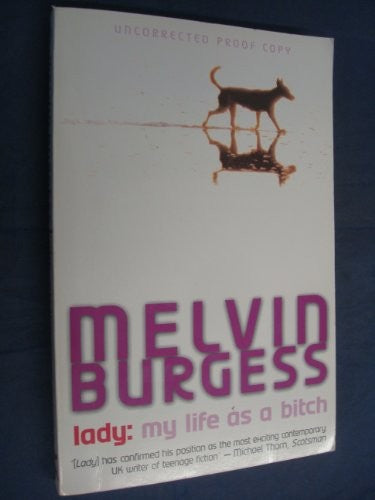 UNCORRECTED PROOF COPY
MELVIN
BURGESS
lady: my life ás a bitch
"[Lady] has confirmed his position as the most exciting contemporary
UK writer of teenage fiction" – Michael Thorn, Scotsman